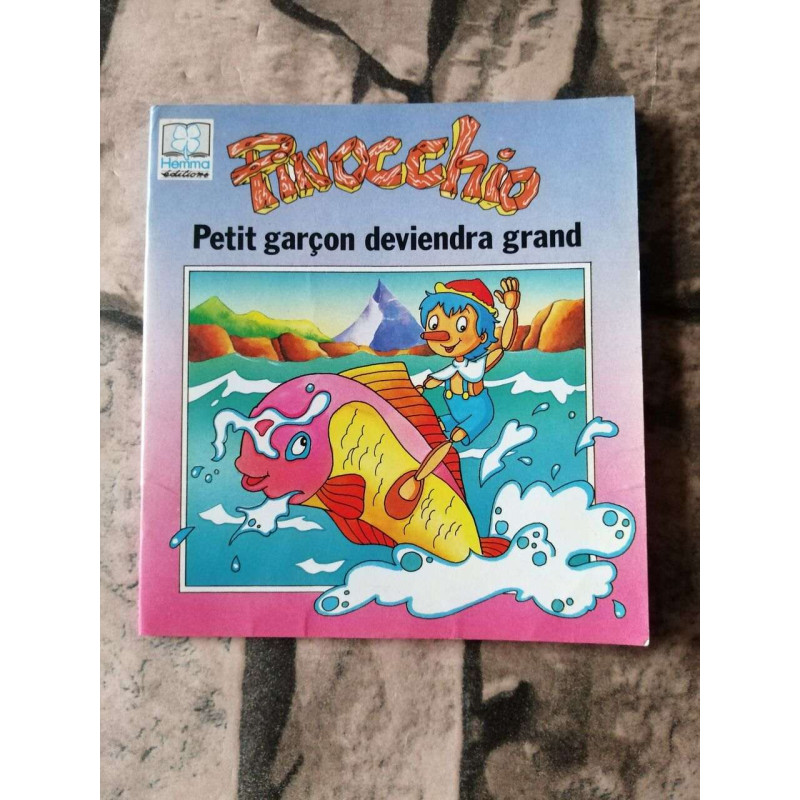 Hemma
éditions
Pinocchio
Petit garçon deviendra grand